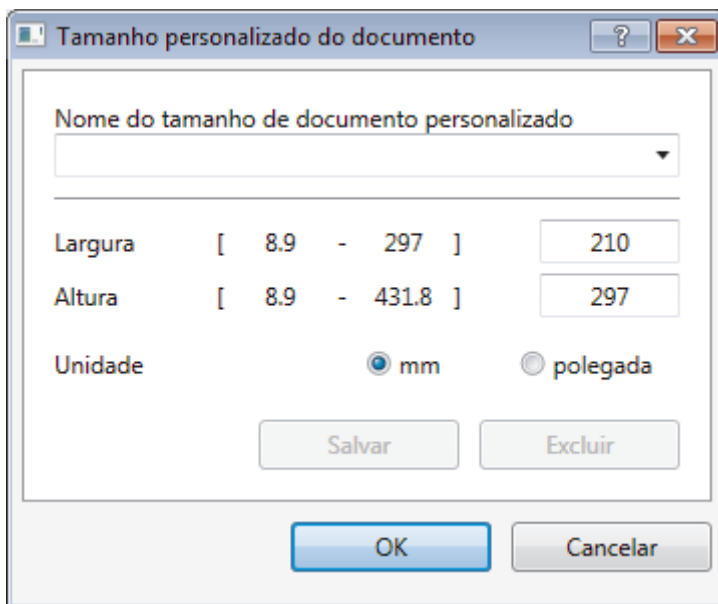 Tamanho personalizado do documento
Nome do tamanho de documento personalizado
Largura [ 8.9 - 297 ] 210
Altura [ 8.9 - 431.8 ] 297
Unidade mm polegada
Salvar Excluir
OK Cancelar